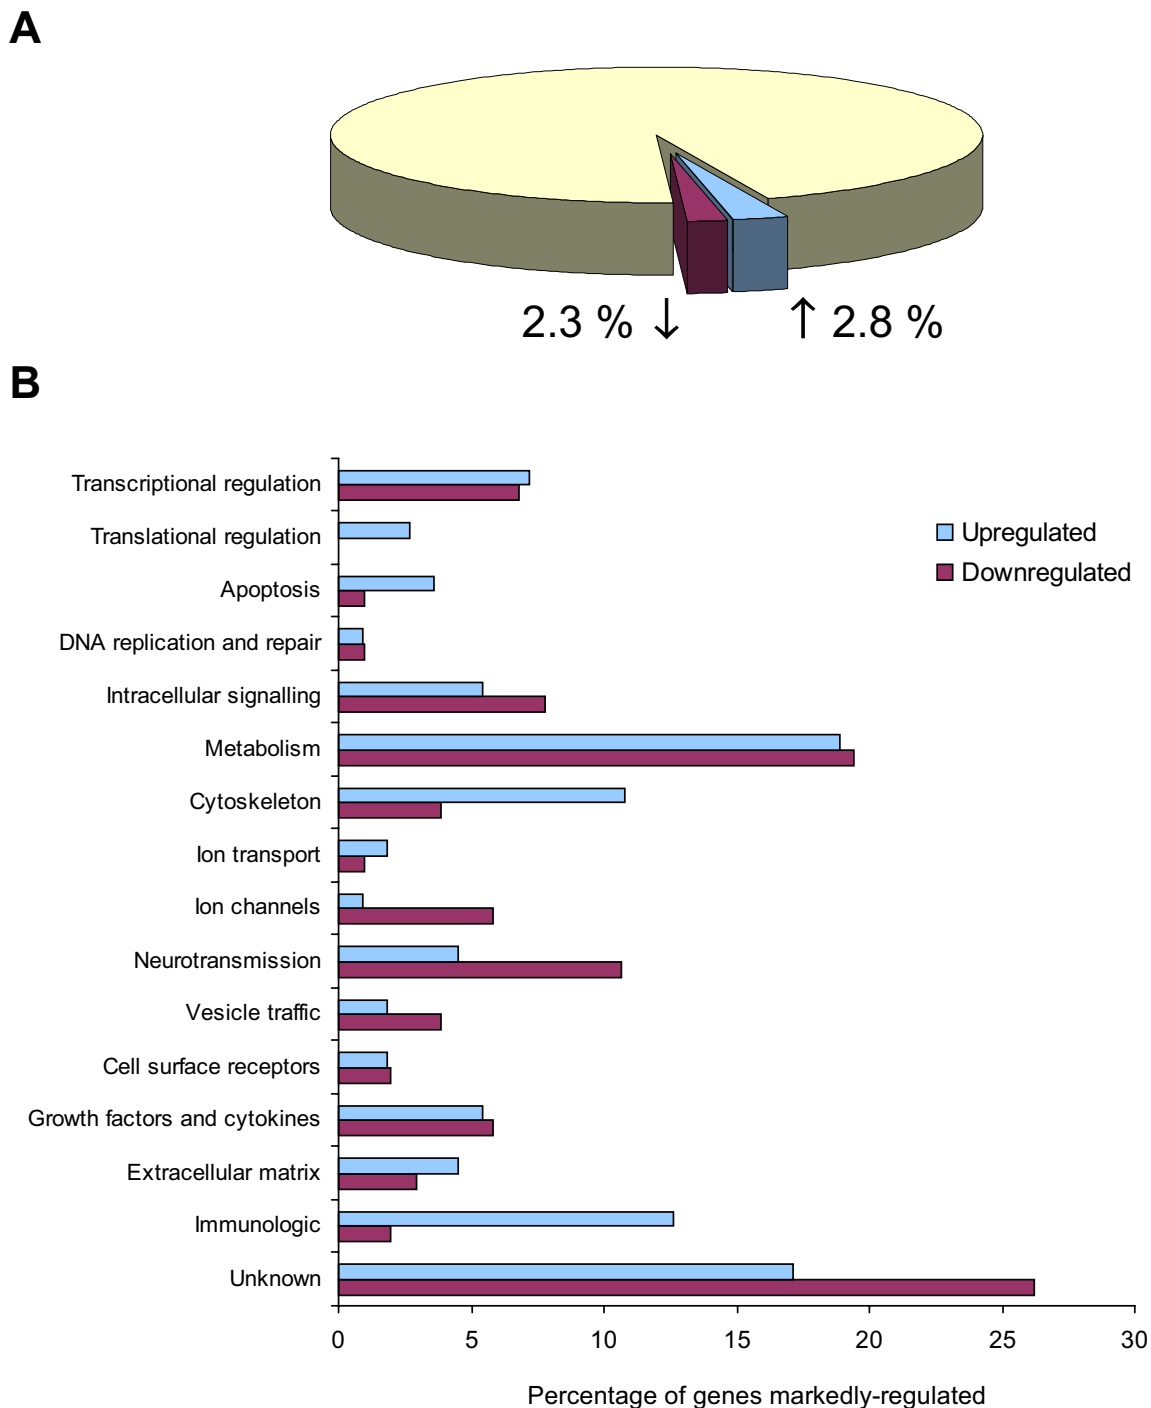 A
2.3 % ↓
↑ 2.8 %
B
Transcriptional regulation
Translational regulation
Apoptosis
DNA replication and repair
Intracellular signalling
Metabolism
Cytoskeleton
Ion transport
Ion channels
Neurotransmission
Vesicle traffic
Cell surface receptors
Growth factors and cytokines
Extracellular matrix
Immunologic
Unknown
Upregulated
Downregulated
0 5 10 15 20 25 30
Percentage of genes markedly-regulated